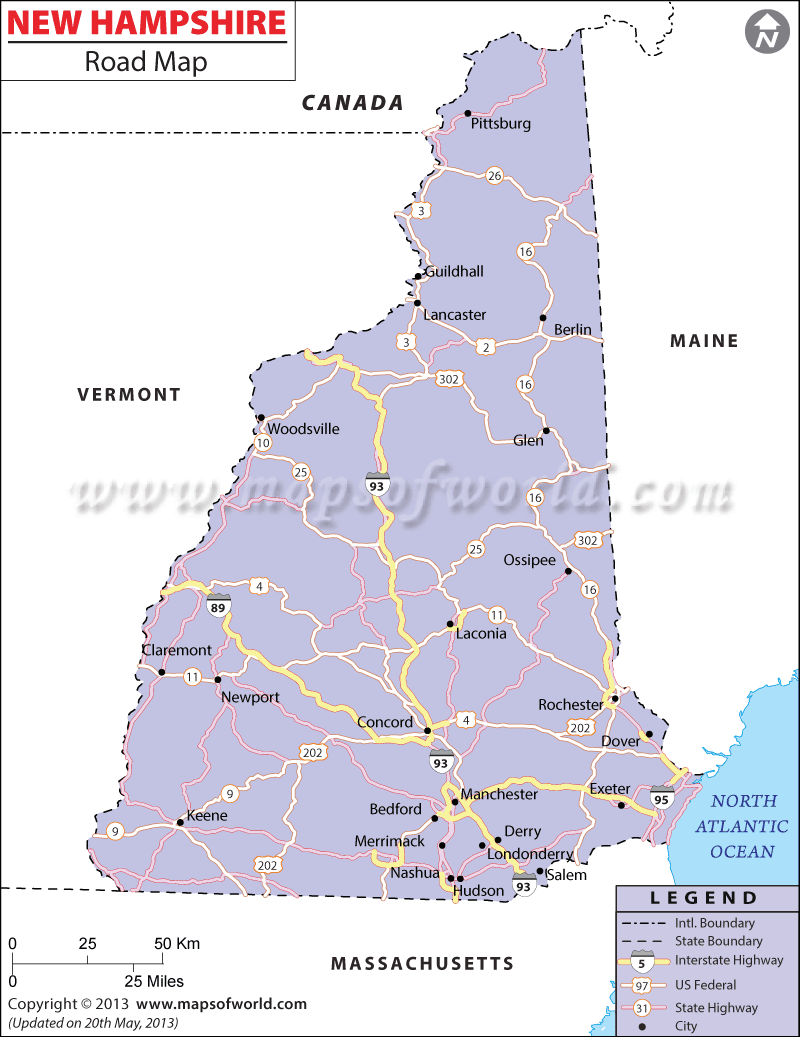 NEW HAMPSHIRE
Road Map
N
CANADA
Pittsburg
26
3
16
Guildhall
Lancaster
Berlin
3
2
MAINE
302
16
VERMONT
Woodsville
Glen
10
25
93
www.mapsofworld.com
16
302
25
Ossipee
4
16
89
11
Laconia
Claremont
11
Newport
Rochester
Concord
4
202
Dover
202
93
9
Manchester
Exeter
95
NORTH
ATLANTIC
OCEAN
Bedford
Keene
9
Derry
Merrimack
Londonderry
202
Nashua
Salem
93
Hudson
LEGEND
Intl. Boundary
State Boundary
5 Interstate Highway
97 US Federal
31 State Highway
City
0 25 50 Km
0 25 Miles
MASSACHUSETTS
Copyright © 2013 www.mapsofworld.com
(Updated on 20th May, 2013)